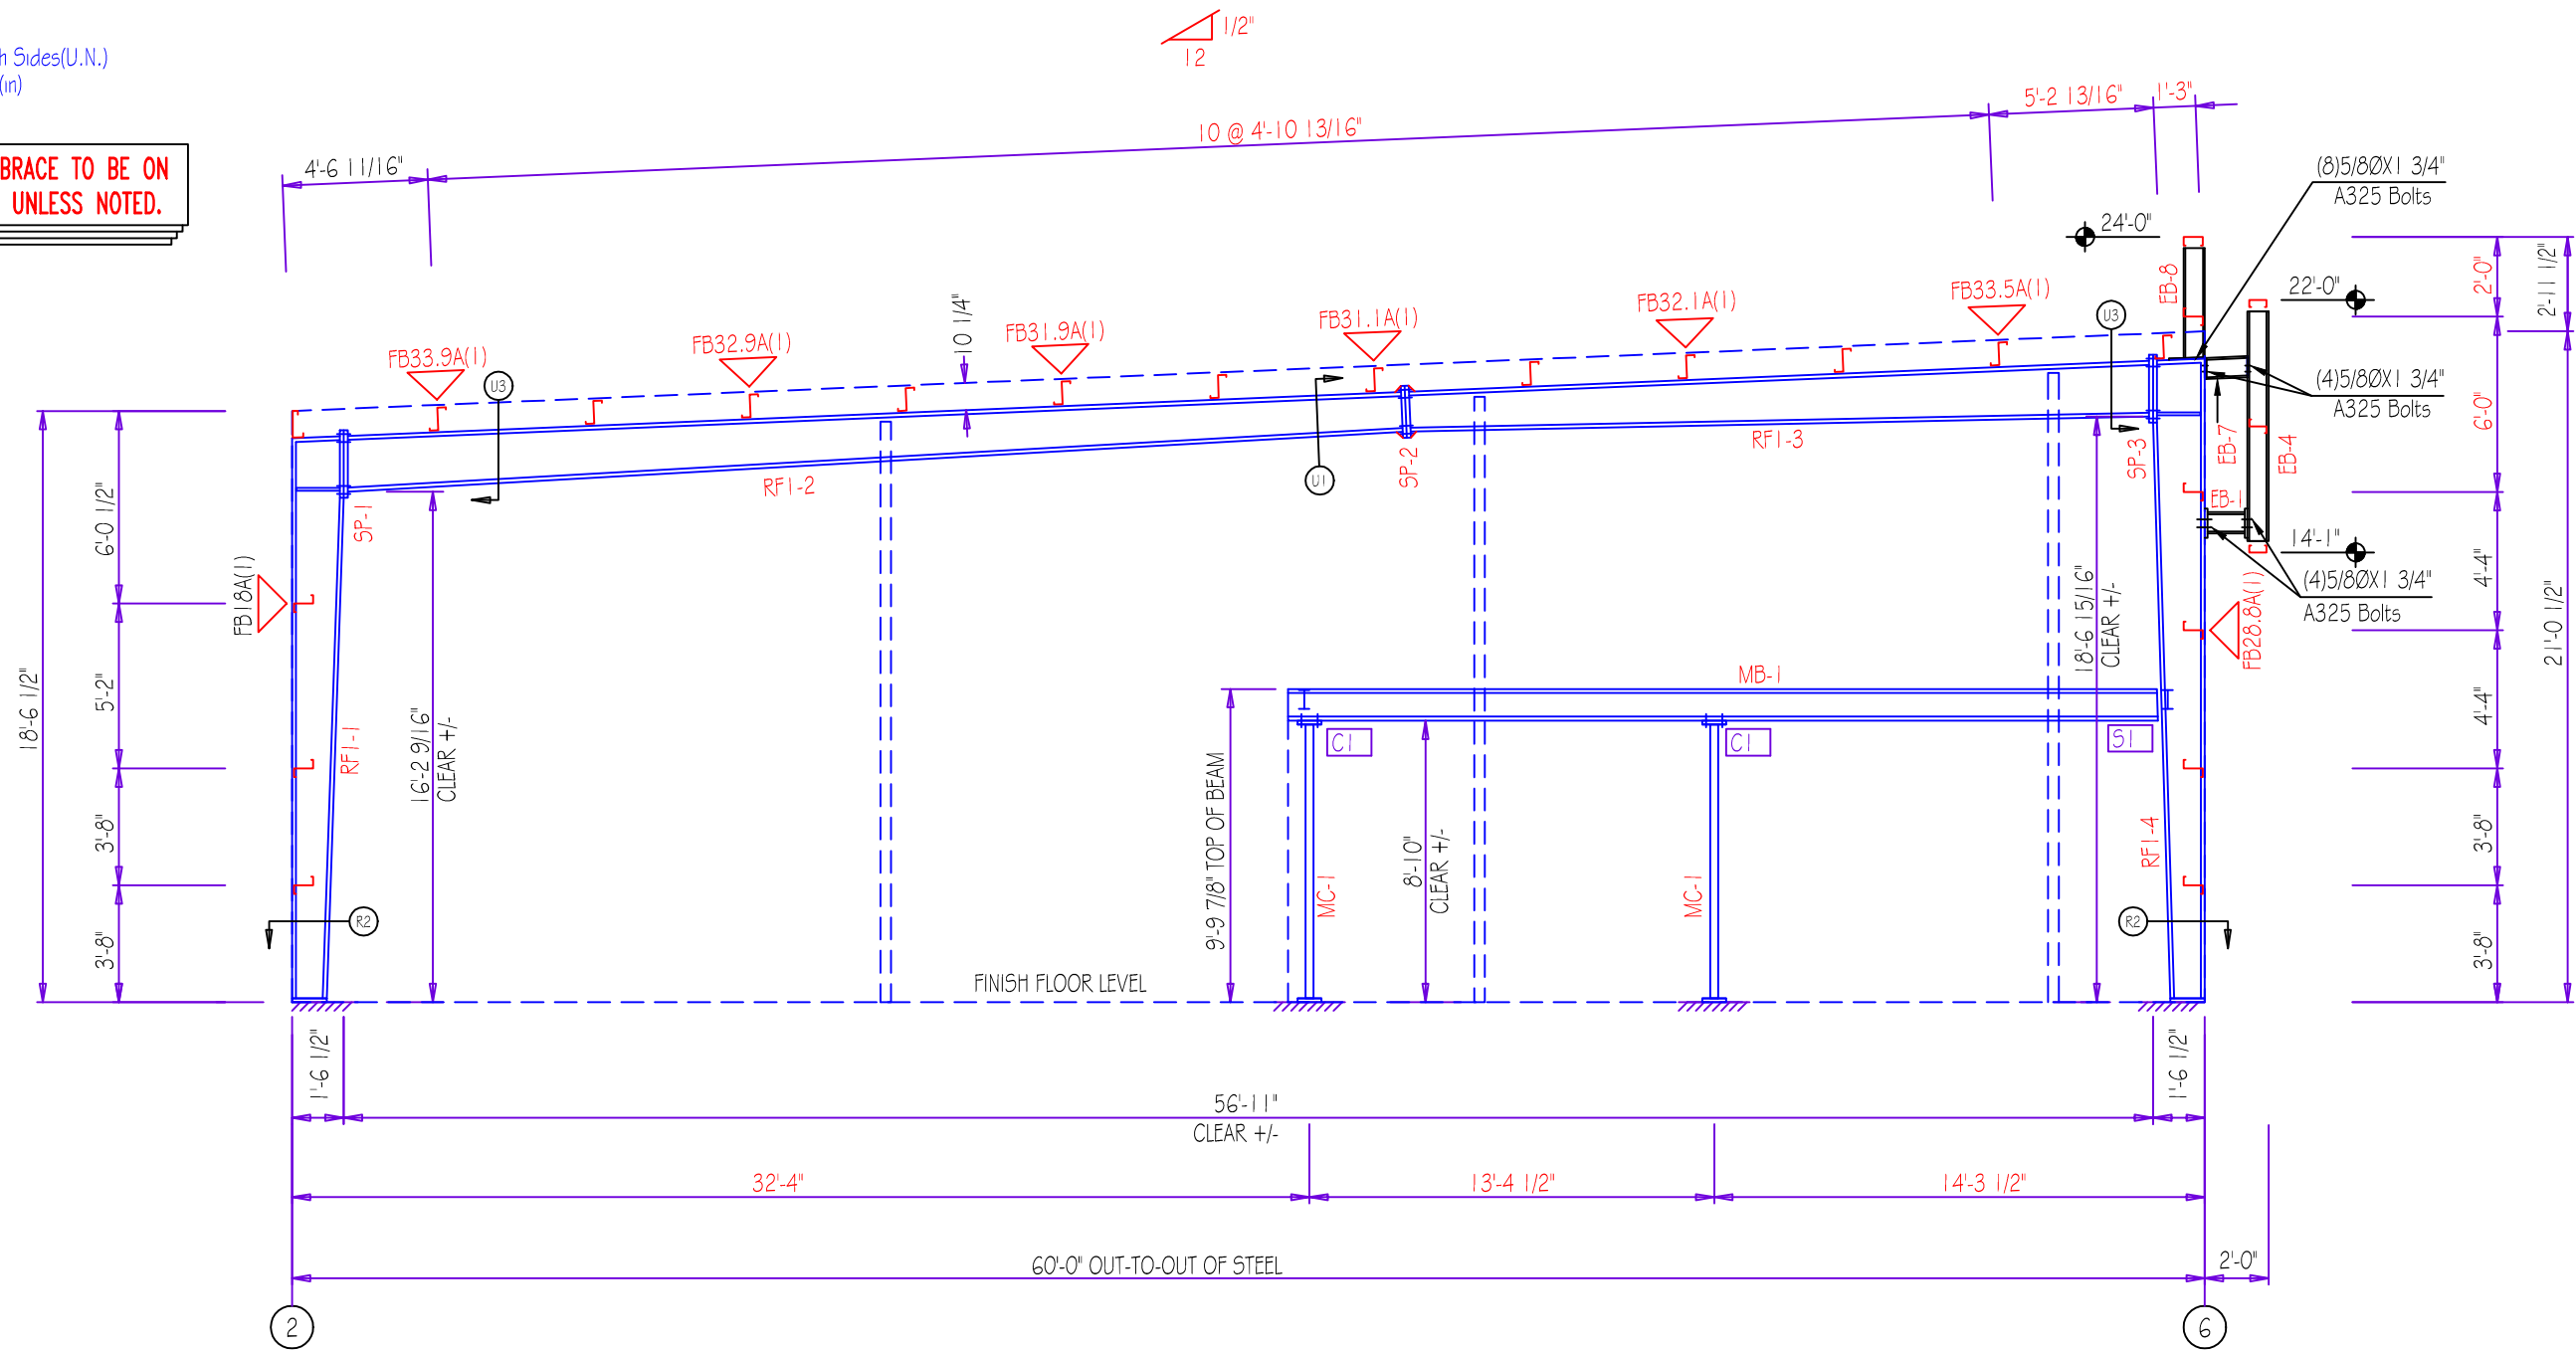 1/2"
12
h Sides(U.N.)
(in)
BRACE TO BE ON
UNLESS NOTED.
4'-6 11/16"
10 @ 4'-10 13/16"
5'-2 13/16"
1'-3"
(8)5/8ØX1 3/4"
A325 Bolts
24'-0"
22'-0"
EB-8
2'-0"
2'-11 1/2"
FB33.9A(1)
FB32.9A(1)
10 1/4"
FB31.9A(1)
FB31.1A(1)
FB32.1A(1)
FB33.5A(1)
U3
U3
(4)5/8ØX1 3/4"
A325 Bolts
6'-0"
SP-1
RF1-2
U1
SP-2
RF1-3
SP-3
EB-7
EB-4
EB-1
14'-1"
(4)5/8ØX1 3/4"
A325 Bolts
6'-0 1/2"
FB18A(1)
18'-6 15/16"
CLEAR +/-
FB28.8A(1)
4'-4"
21'-0 1/2"
18'-6 1/2"
5'-2"
RF1-1
16'-2 9/16"
CLEAR +/-
MB-1
C1
C1
S1
4'-4"
3'-8"
9'-9 7/8" TOP OF BEAM
MC-1
8'-10"
CLEAR +/-
MC-1
RF1-4
3'-8"
3'-8"
R2
R2
3'-8"
FINISH FLOOR LEVEL
1'-6 1/2"
56'-11"
CLEAR +/-
1'-6 1/2"
32'-4"
13'-4 1/2"
14'-3 1/2"
60'-0" OUT-TO-OUT OF STEEL
2'-0"
2
6